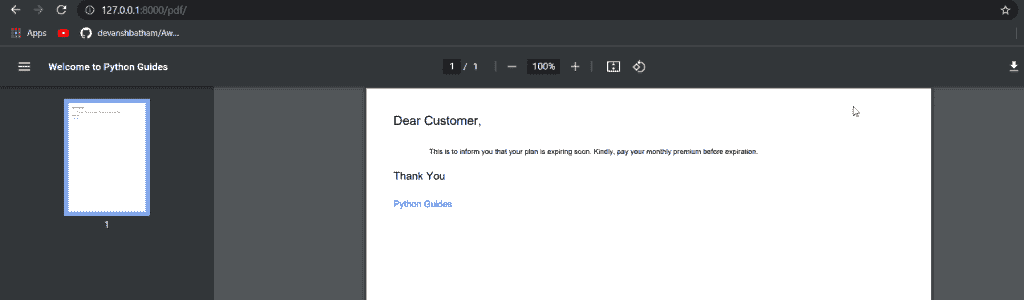 127.0.0.1:8000/pdf/
Apps devanshbatham/Aw...
Welcome to Python Guides 1 / 1 100%
Dear Customer,
This is to inform you that your plan is expiring soon. Kindly, pay your monthly premium before expiration.
Thank You
Python Guides
1